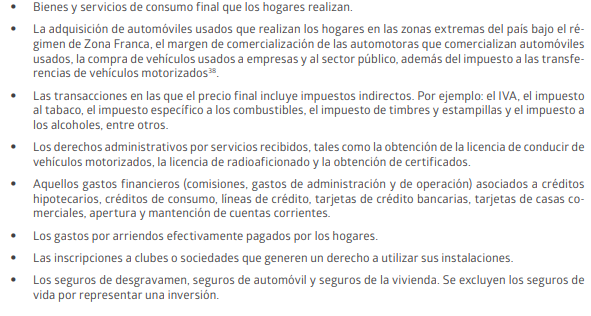 • Bienes y servicios de consumo final que los hogares realizan.
• La adquisición de automóviles usados que realizan los hogares en las zonas extremas del país bajo el ré-
gimen de Zona Franca, el margen de comercialización de las automotoras que comercializan automóviles
usados, la compra de vehículos usados a empresas y al sector público, además del impuesto a las transfe-
rencias de vehículos motorizados³⁸.
• Las transacciones en las que el precio final incluye impuestos indirectos. Por ejemplo: el IVA, el impuesto
al tabaco, el impuesto específico a los combustibles, el impuesto de timbres y estampillas y el impuesto a
los alcoholes, entre otros.
• Los derechos administrativos por servicios recibidos, tales como la obtención de la licencia de conducir de
vehículos motorizados, la licencia de radioaficionado y la obtención de certificados.
• Aquellos gastos financieros (comisiones, gastos de administración y de operación) asociados a créditos
hipotecarios, créditos de consumo, líneas de crédito, tarjetas de crédito bancarias, tarjetas de casas co-
merciales, apertura y mantención de cuentas corrientes.
• Los gastos por arriendos efectivamente pagados por los hogares.
• Las inscripciones a clubes o sociedades que generen un derecho a utilizar sus instalaciones.
• Los seguros de desgravamen, seguros de automóvil y seguros de la vivienda. Se excluyen los seguros de
vida por representar una inversión.